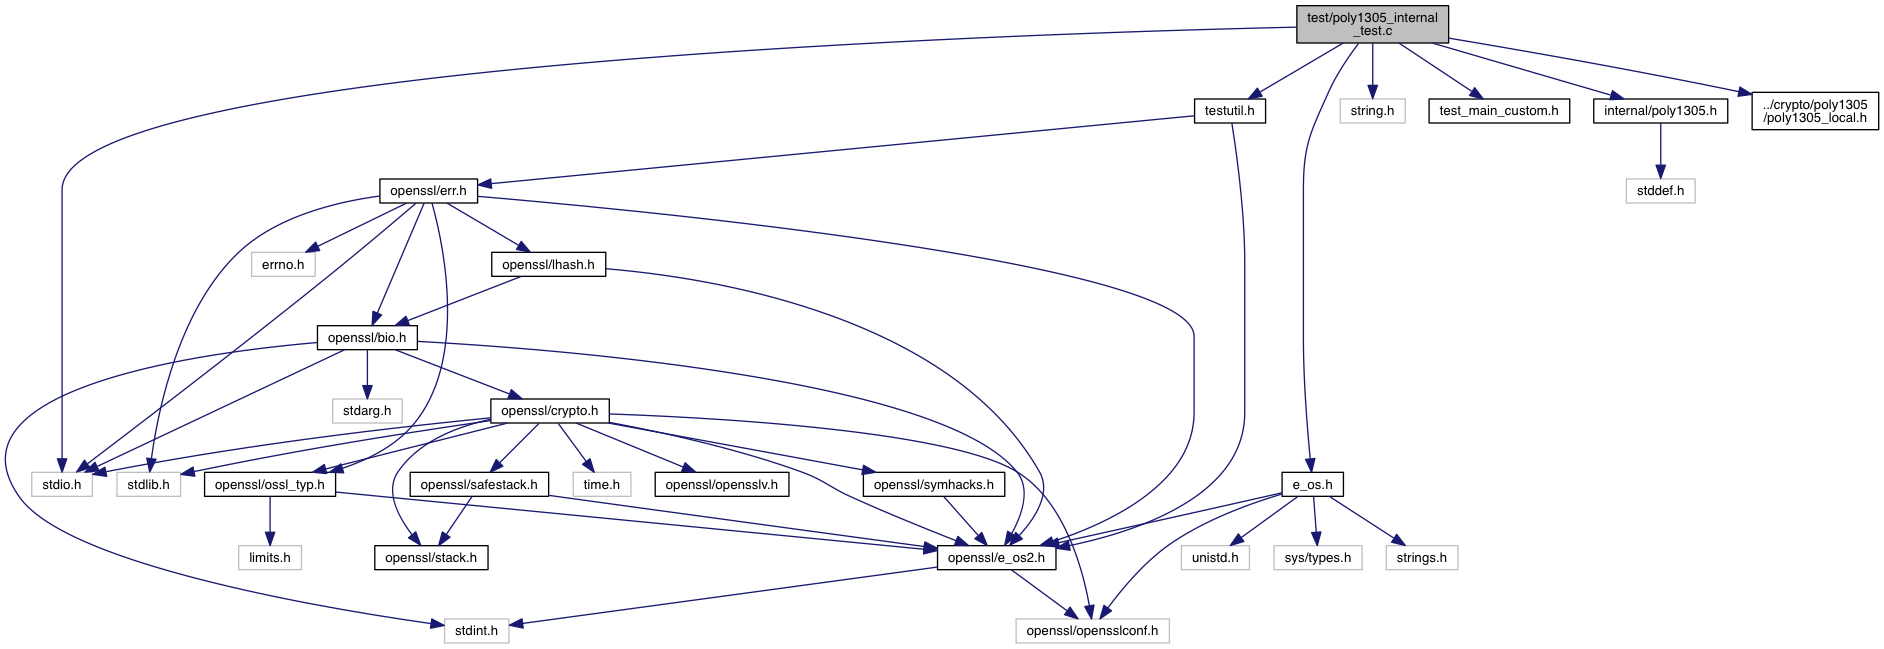 test/poly1305_internal
_test.c
testutil.h
string.h
test_main_custom.h
internal/poly1305.h
../crypto/poly1305
/poly1305_local.h
openssl/err.h
stddef.h
errno.h
openssl/lhash.h
openssl/bio.h
stdarg.h
openssl/crypto.h
stdio.h
stdlib.h
openssl/ossl_typ.h
openssl/safestack.h
time.h
openssl/opensslv.h
openssl/symhacks.h
e_os.h
limits.h
openssl/stack.h
openssl/e_os2.h
unistd.h
sys/types.h
strings.h
stdint.h
openssl/opensslconf.h